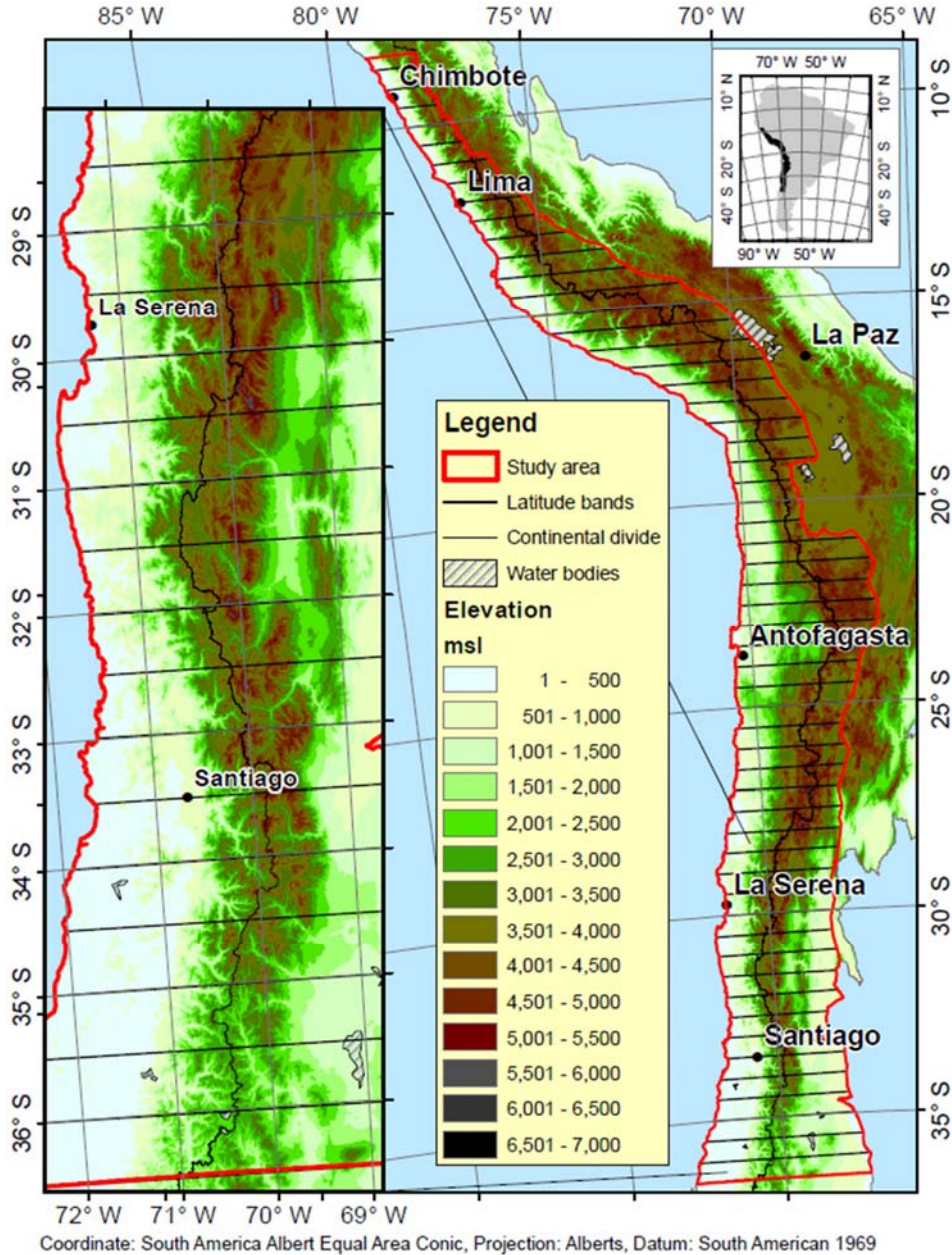 85° W
80° W
75° W
70° W
65° W
Chimbote
Lima
La Paz
Antofagasta
La Serena
Santiago
70° W 50° W
10° N
10° S
20° S
40° S
10° N
10° S
20° S
40° S
90° W 50° W
10° S
15° S
20° S
25° S
30° S
35° S
29° S
30° S
31° S
32° S
33° S
34° S
35° S
36° S
La Serena
Santiago
Legend
Study area
Latitude bands
Continental divide
Water bodies
Elevation
msl
1 - 500
501 - 1,000
1,001 - 1,500
1,501 - 2,000
2,001 - 2,500
2,501 - 3,000
3,001 - 3,500
3,501 - 4,000
4,001 - 4,500
4,501 - 5,000
5,001 - 5,500
5,501 - 6,000
6,001 - 6,500
6,501 - 7,000
72° W 71° W 70° W 69° W
75° W
70° W
Coordinate: South America Albert Equal Area Conic, Projection: Alberts, Datum: South American 1969